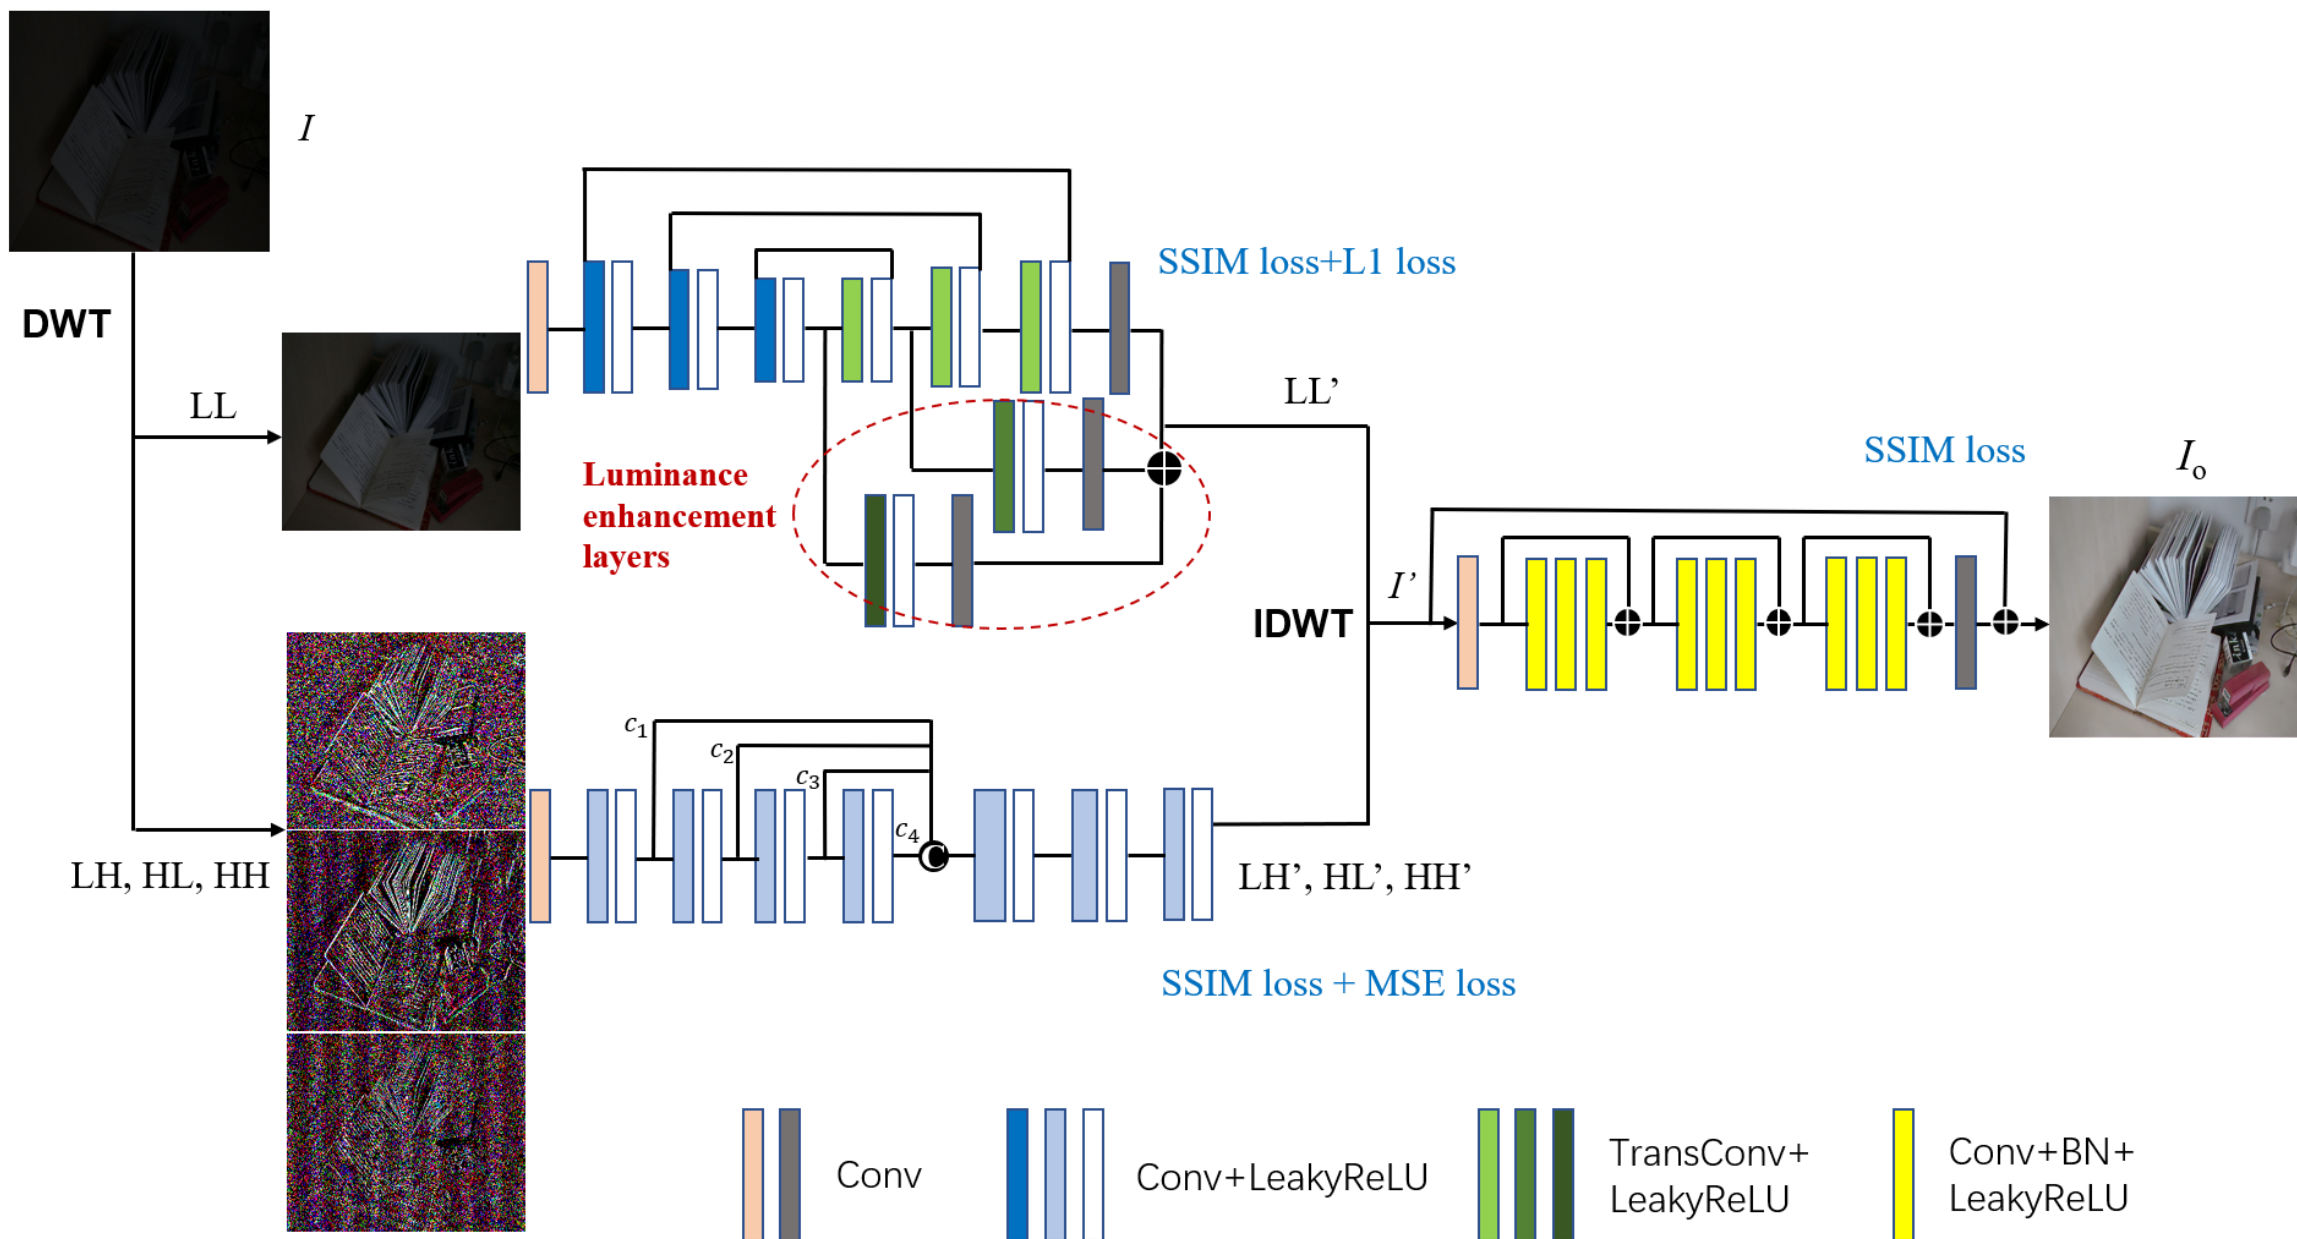 I
DWT
LL
SSIM loss+L1 loss
LL’
Luminance
enhancement
layers
SSIM loss
Iₒ
I’
IDWT
c₁
c₂
c₃
c₄
LH, HL, HH
LH’, HL’, HH’
SSIM loss + MSE loss
Conv
Conv+LeakyReLU
TransConv+
LeakyReLU
Conv+BN+
LeakyReLU